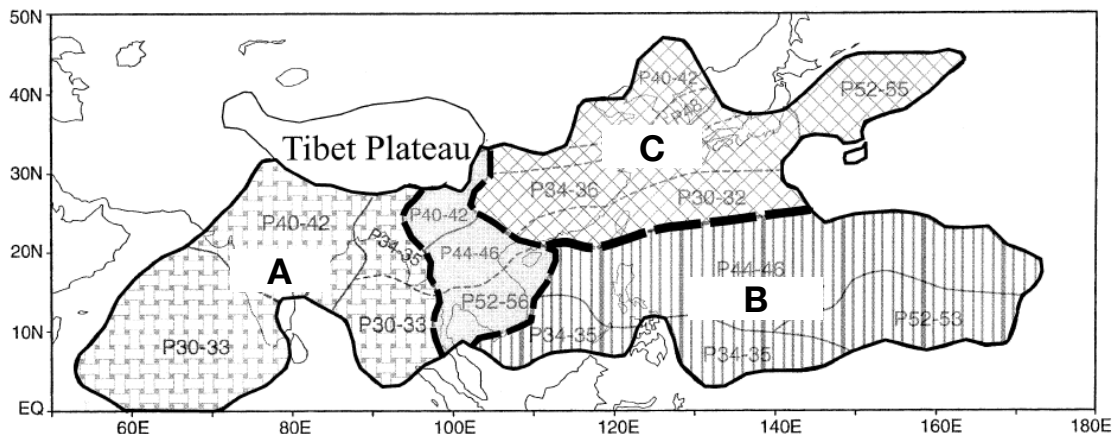 50N
40N
30N
20N
10N
EQ
P40-42
P48
P52-65
Tibet Plateau
C
P34-36
P30-32
P40-42
P40-42
P34-35
P44-46
A
P44-46
B
P52-56
P30-33
P30-33
P34-35
P52-53
P34-35
60E
80E
100E
120E
140E
160E
180E